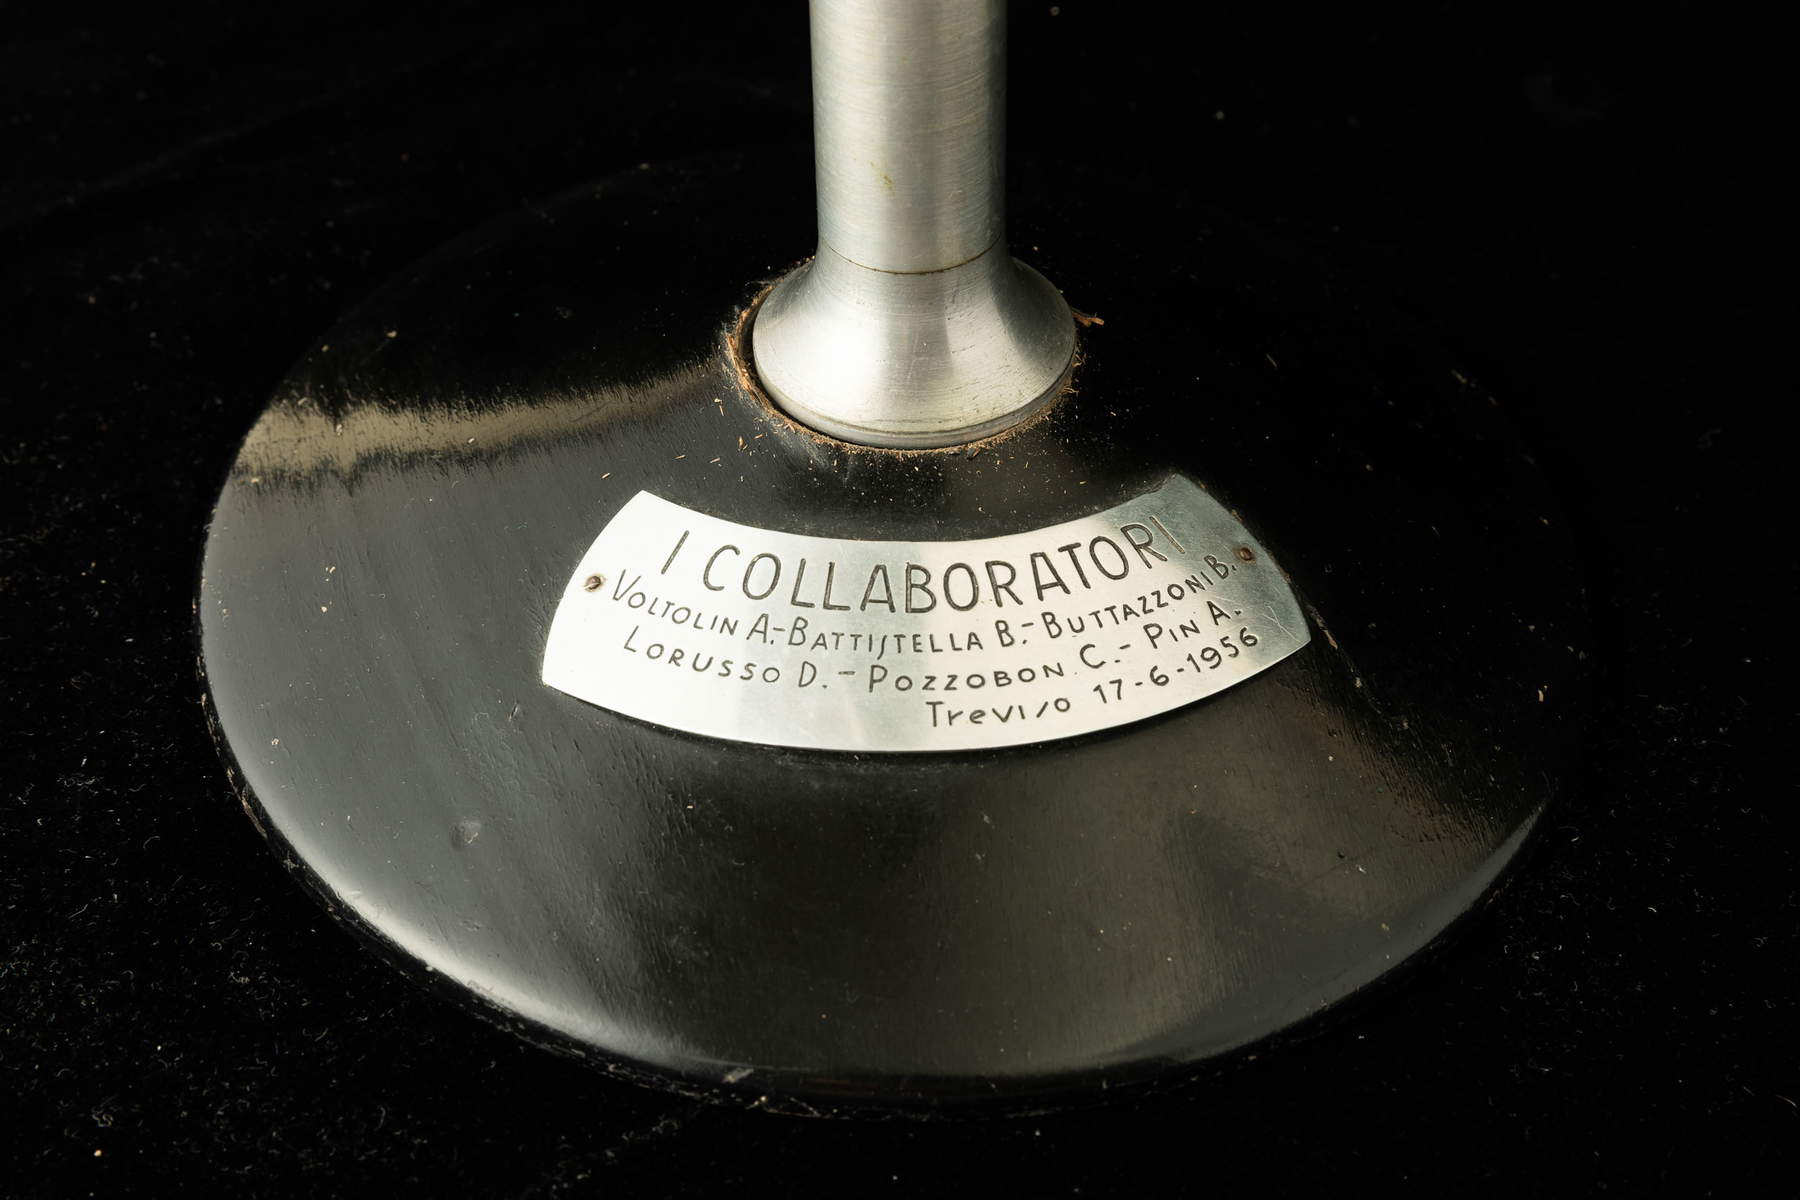 I COLLABORATORI
VOLTOLIN A.-BATTISTELLA B.-BUTTAZZONI B.
LORUSSO D.-POZZOBON C.-PIN A.
Treviso 17-6-1956